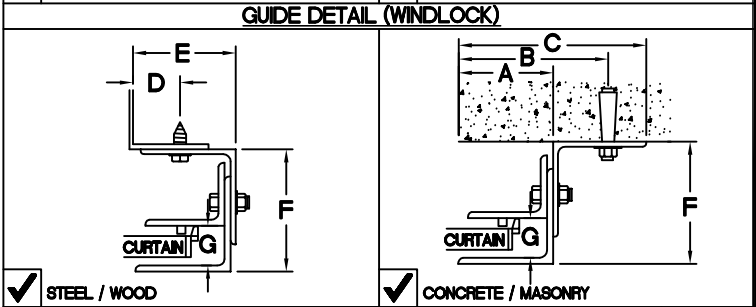 GUIDE DETAIL (WINDLOCK)
E
D
F
CURTAIN
G
STEEL / WOOD
C
B
A
F
CURTAIN
G
CONCRETE / MASONRY